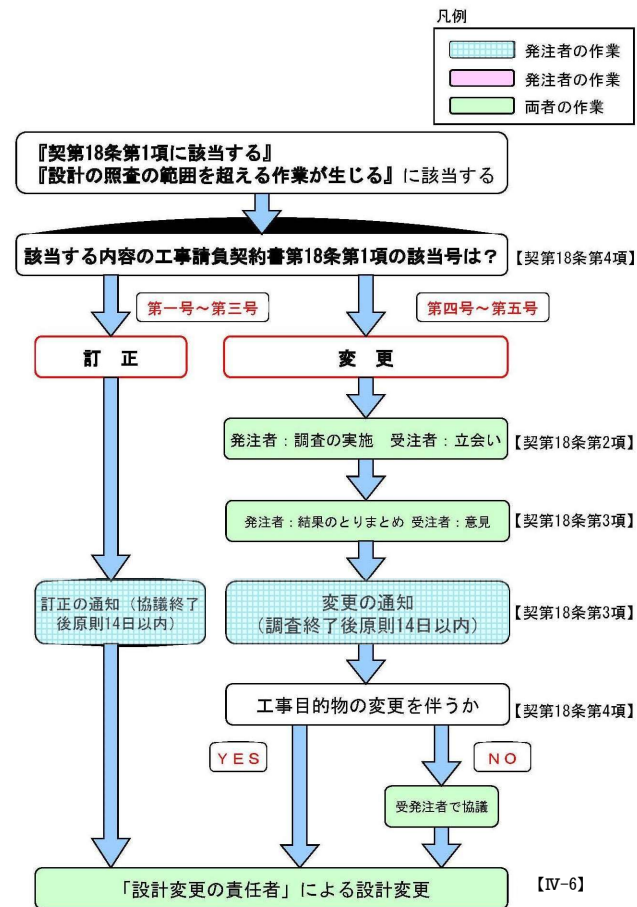 凡例
発注者の作業
発注者の作業
両者の作業
『契第18条第1項に該当する』
『設計の照査の範囲を超える作業が生じる』に該当する
該当する内容の工事請負契約書第18条第1項の該当号は？
【契第18条第4項】
第一号～第三号
第四号～第五号
訂　正
変　更
発注者：調査の実施　受注者：立会い
【契第18条第2項】
発注者：結果のとりまとめ 受注者：意見
【契第18条第3項】
訂正の通知（協議終了
後原則14日以内）
変更の通知
（調査終了後原則14日以内）
【契第18条第3項】
工事目的物の変更を伴うか
【契第18条第4項】
ＹＥＳ
ＮＯ
受発注者で協議
「設計変更の責任者」による設計変更
【Ⅳ-6】